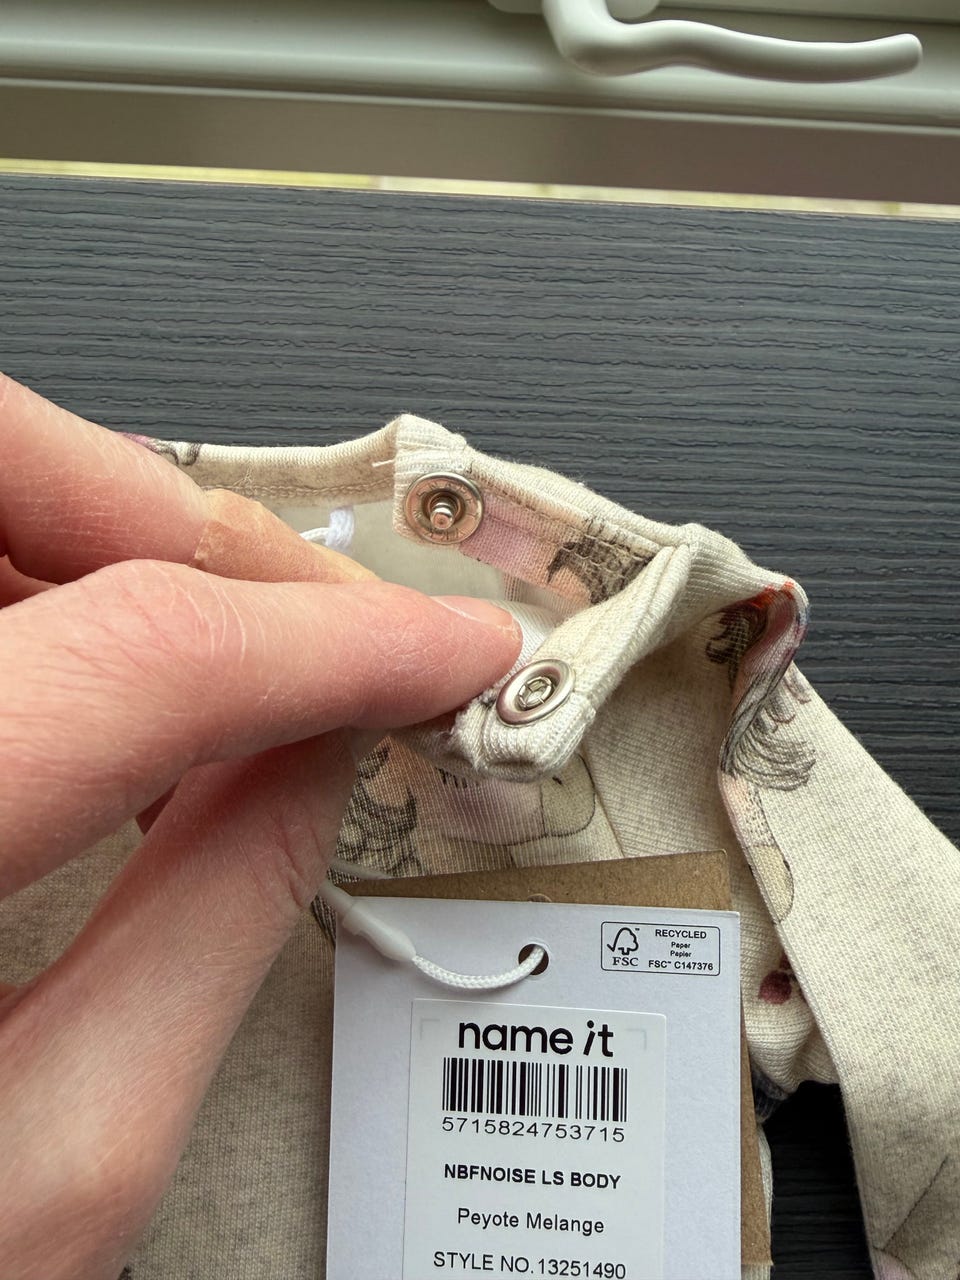 RECYCLED
Paper
Papier
FSC™ C147376
FSC
name it
5715824753715
NBFNOISE LS BODY
Peyote Melange
STYLE NO.13251490